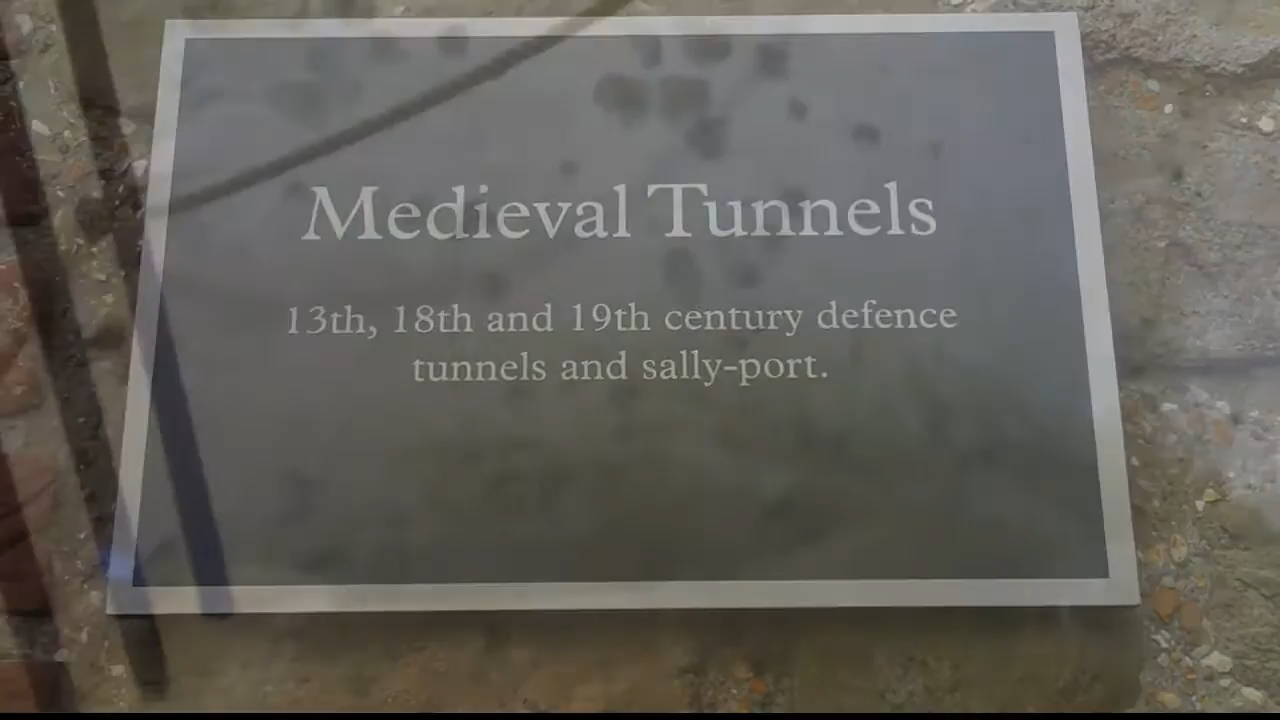 Medieval Tunnels
13th, 18th and 19th century defence
tunnels and sally-port.